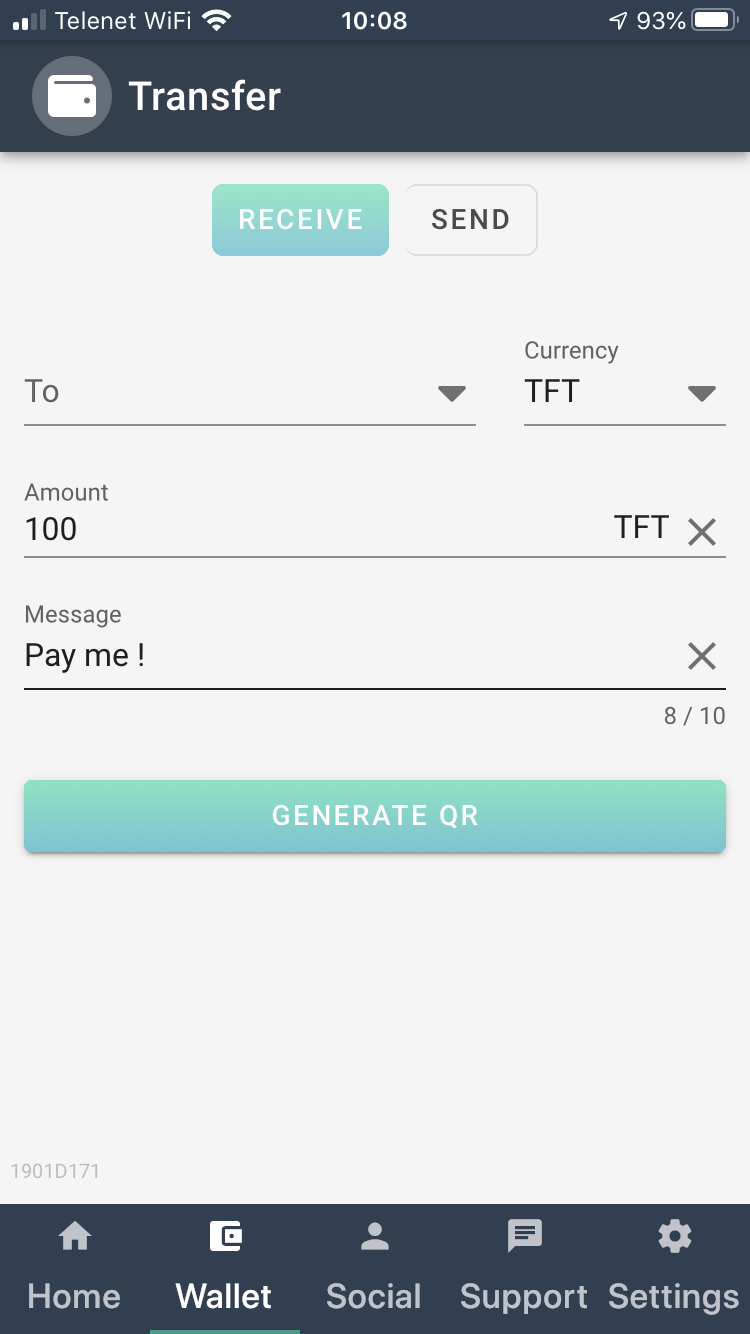 Telenet WiFi 10:08 93%
Transfer
RECEIVE SEND
Currency
To TFT
Amount
100 TFT
Message
Pay me !
8 / 10
GENERATE QR
1901D171
Home Wallet Social Support Settings